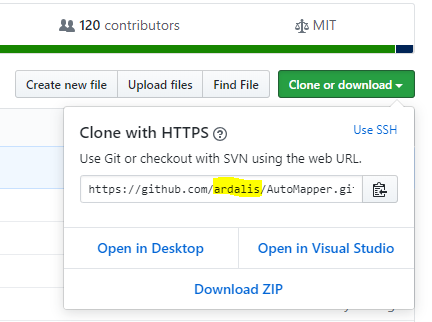 120 contributors MIT
Create new file Upload files Find File Clone or download
Clone with HTTPS ?
Use SSH
Use Git or checkout with SVN using the web URL.
https://github.com/ardalis/AutoMapper.gi
Open in Desktop Open in Visual Studio
Download ZIP